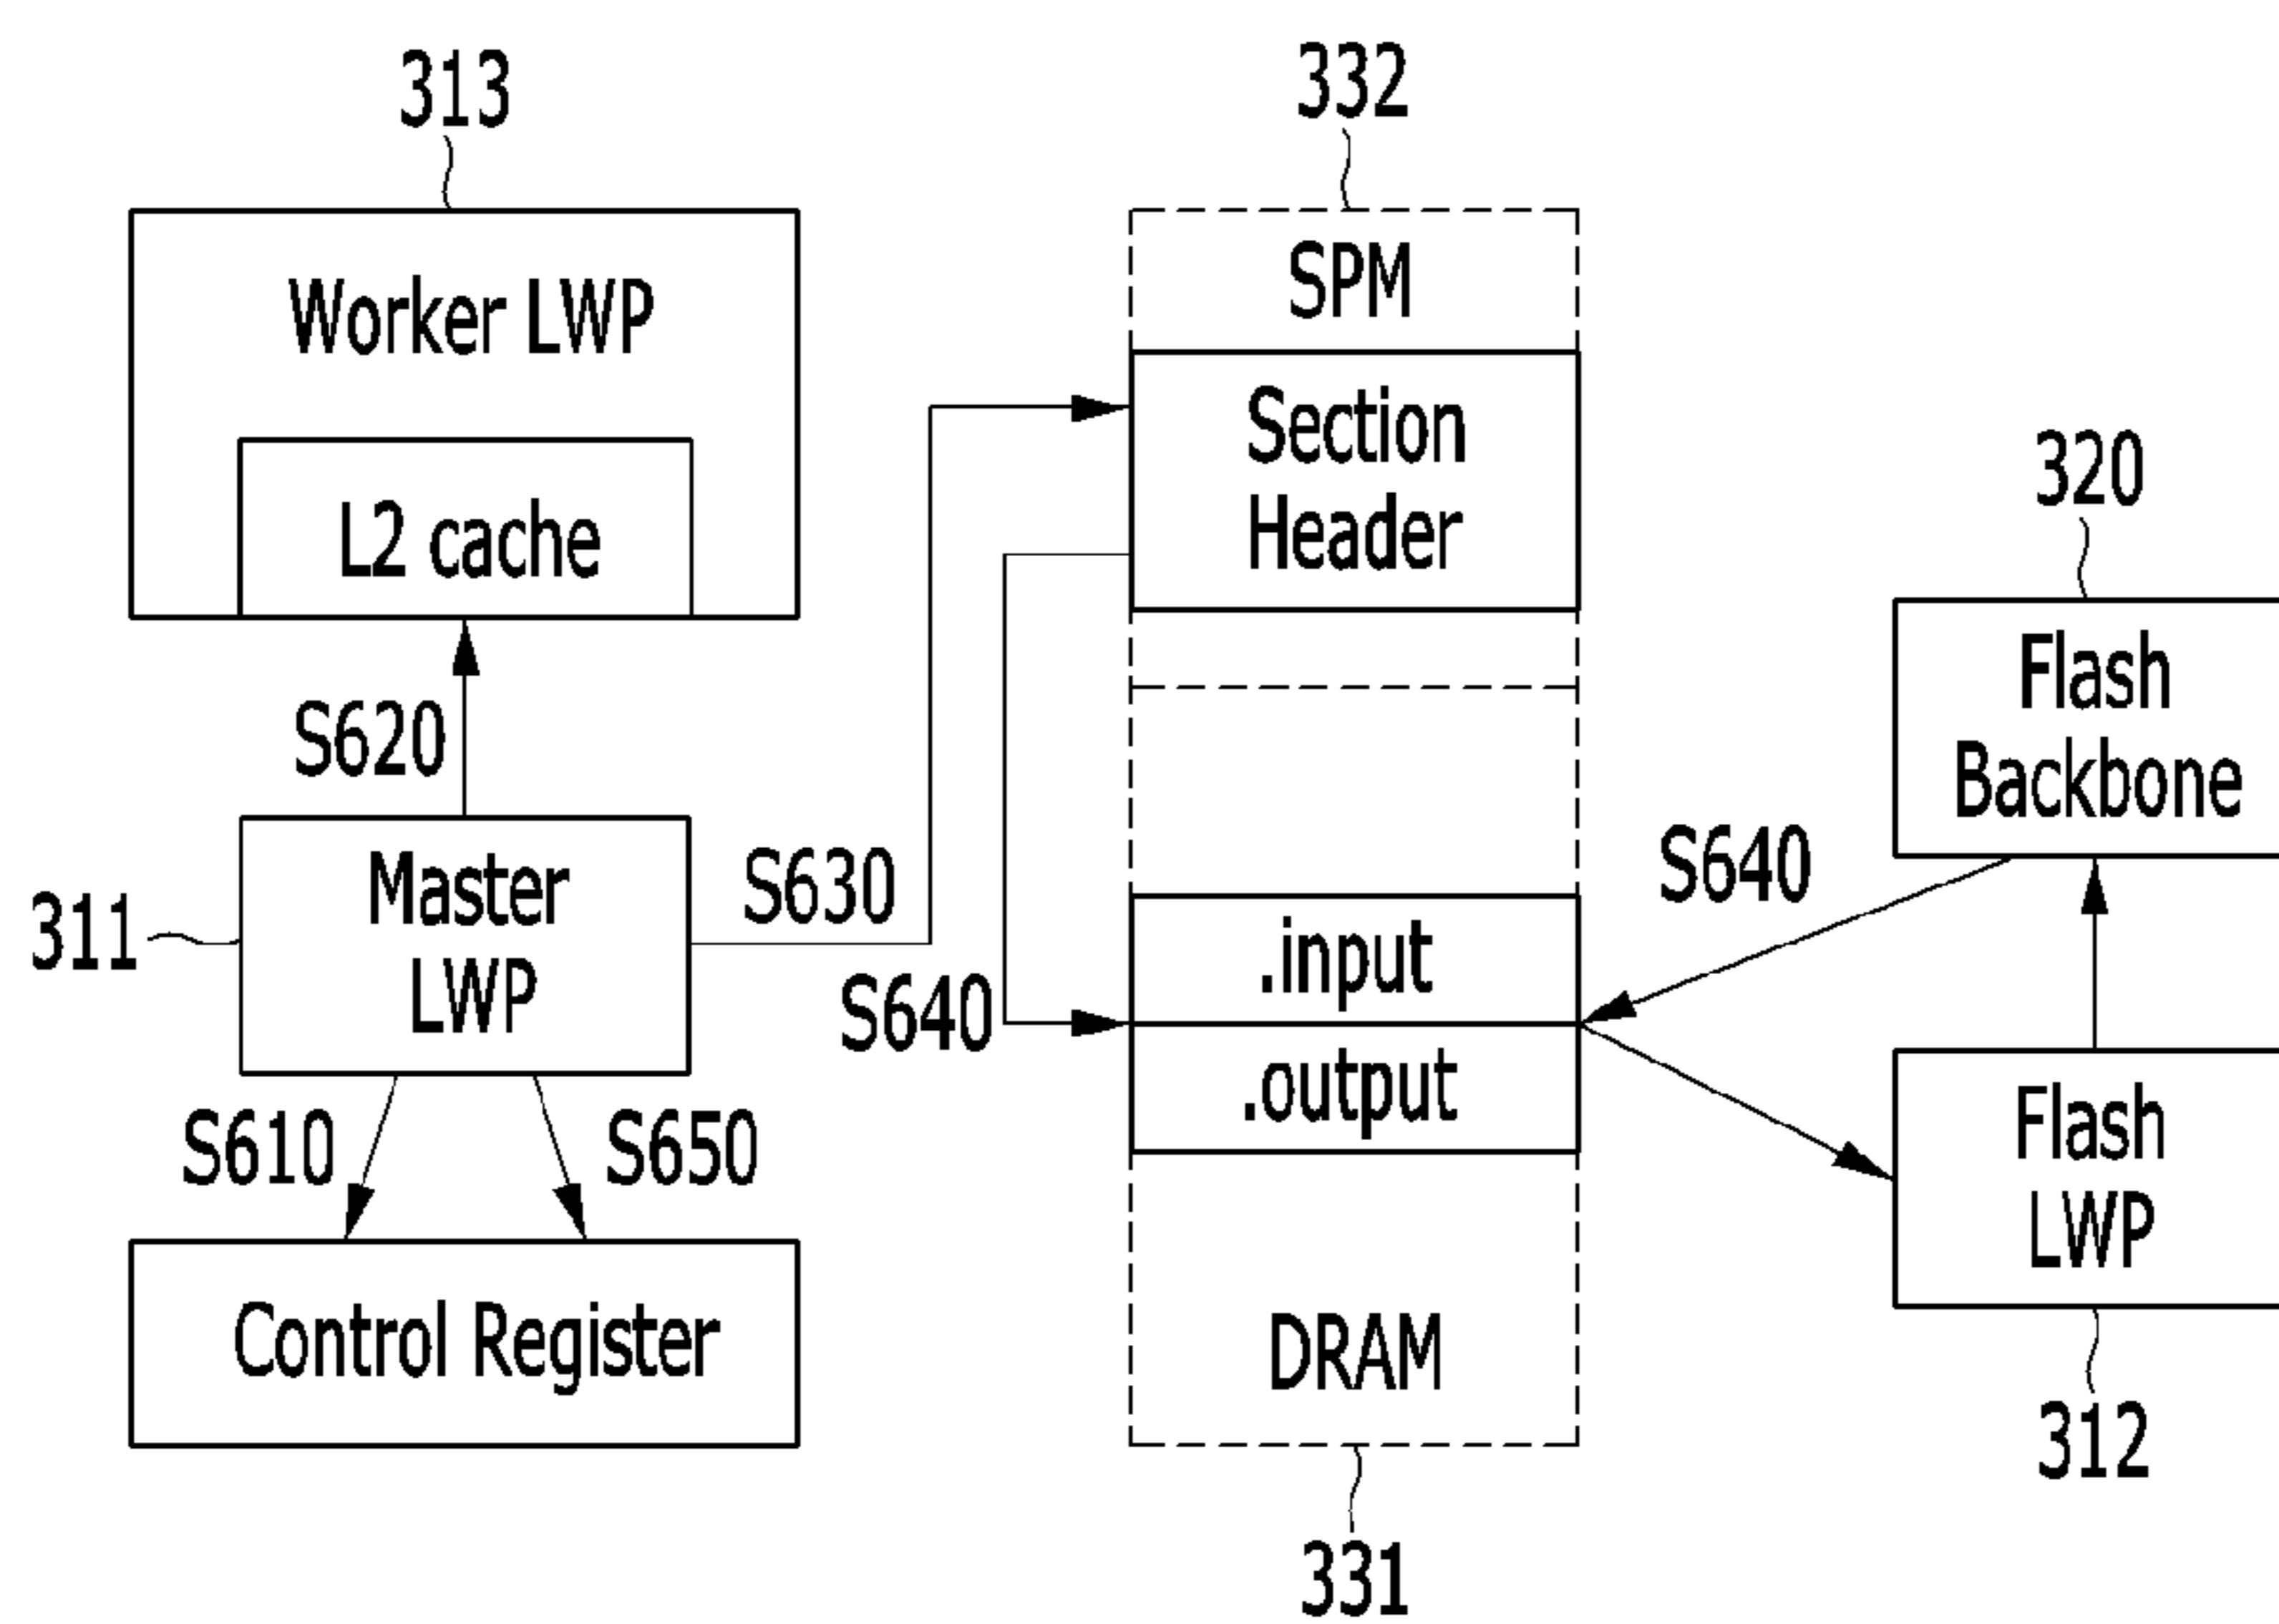 313
332
Worker LWP
SPM
Section
Header
L2 cache
320
Flash
Backbone
S620
Master
LWP
311
S630
S640
S640
.input
.output
Flash
LWP
S610
S650
Control Register
DRAM
312
331